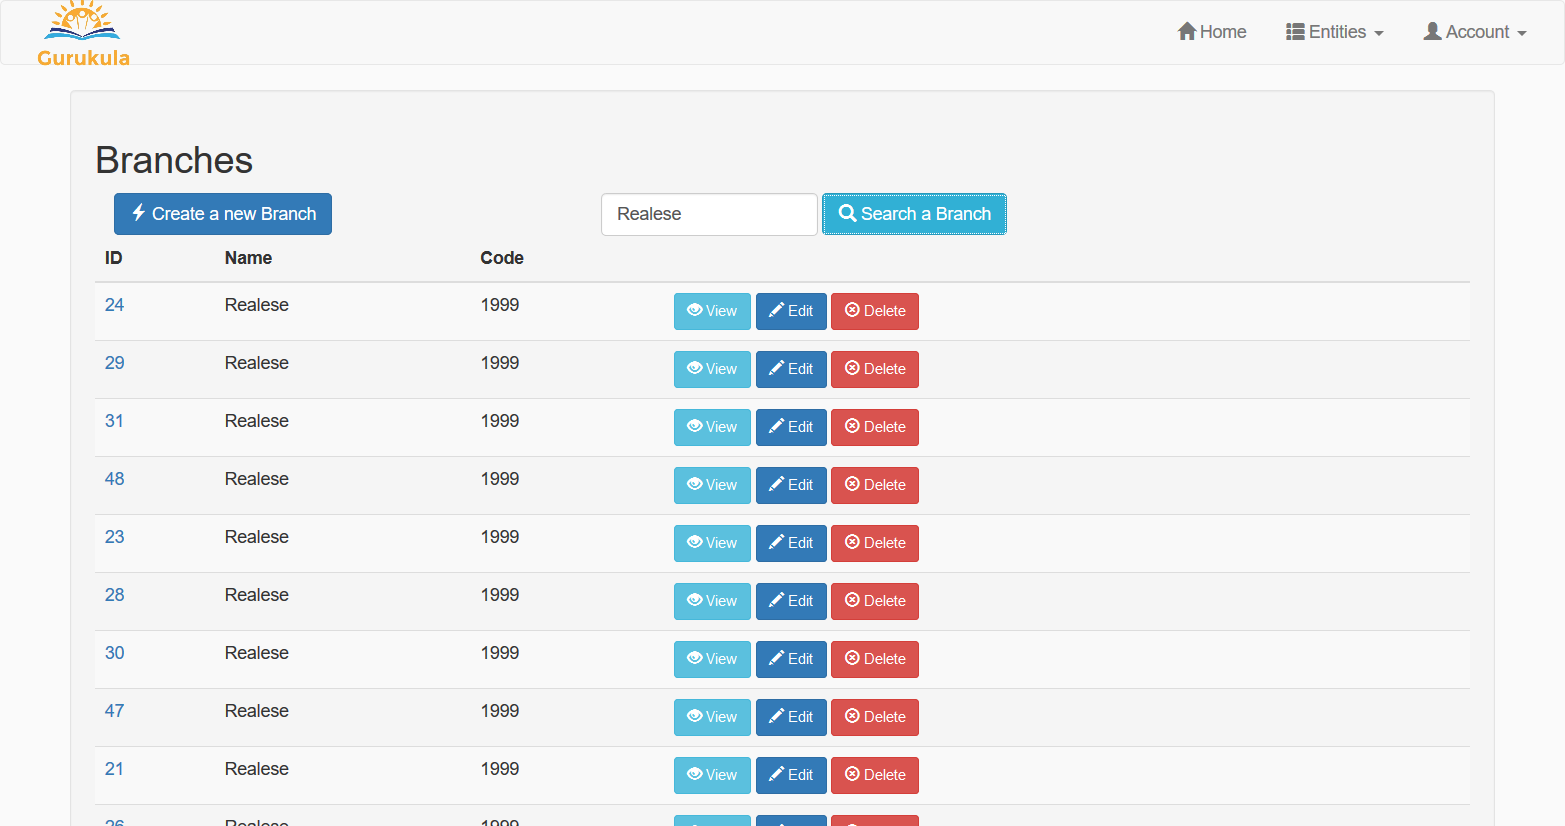 Gurukula
Home Entities Account
Branches
Create a new Branch Realese Search a Branch
ID Name Code
24 Realese 1999 View Edit Delete
29 Realese 1999 View Edit Delete
31 Realese 1999 View Edit Delete
48 Realese 1999 View Edit Delete
23 Realese 1999 View Edit Delete
28 Realese 1999 View Edit Delete
30 Realese 1999 View Edit Delete
47 Realese 1999 View Edit Delete
21 Realese 1999 View Edit Delete
26 Realese 1999